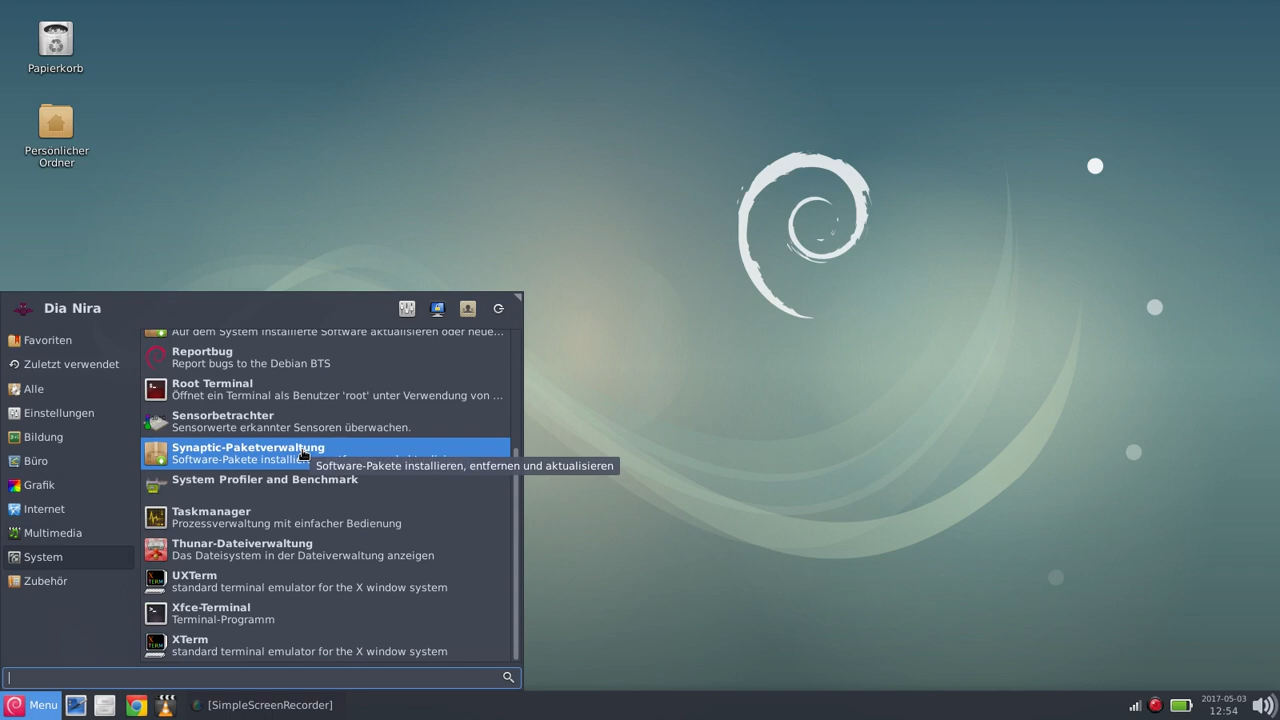 Papierkorb
Persönlicher
Ordner
Dia Nira
Favoriten
Zuletzt verwendet
Alle
Einstellungen
Bildung
Büro
Grafik
Internet
Multimedia
System
Zubehör
Auf dem System installierte Software aktualisieren oder neue...
Reportbug
Report bugs to the Debian BTS
Root Terminal
Öffnet ein Terminal als Benutzer 'root' unter Verwendung von ...
Sensorbetrachter
Sensorwerte erkannter Sensoren überwachen.
Synaptic-Paketverwaltung
Software-Pakete
Software-Pakete installieren, entfernen und aktualisieren
System Profiler and Benchmark
Taskmanager
Prozessverwaltung mit einfacher Bedienung
Thunar-Dateiverwaltung
Das Dateisystem in der Dateiverwaltung anzeigen
UXTerm
standard terminal emulator for the X window system
Xfce-Terminal
Terminal-Programm
XTerm
standard terminal emulator for the X window system
Menu
[SimpleScreenRecorder]
2017-05-03
12:54